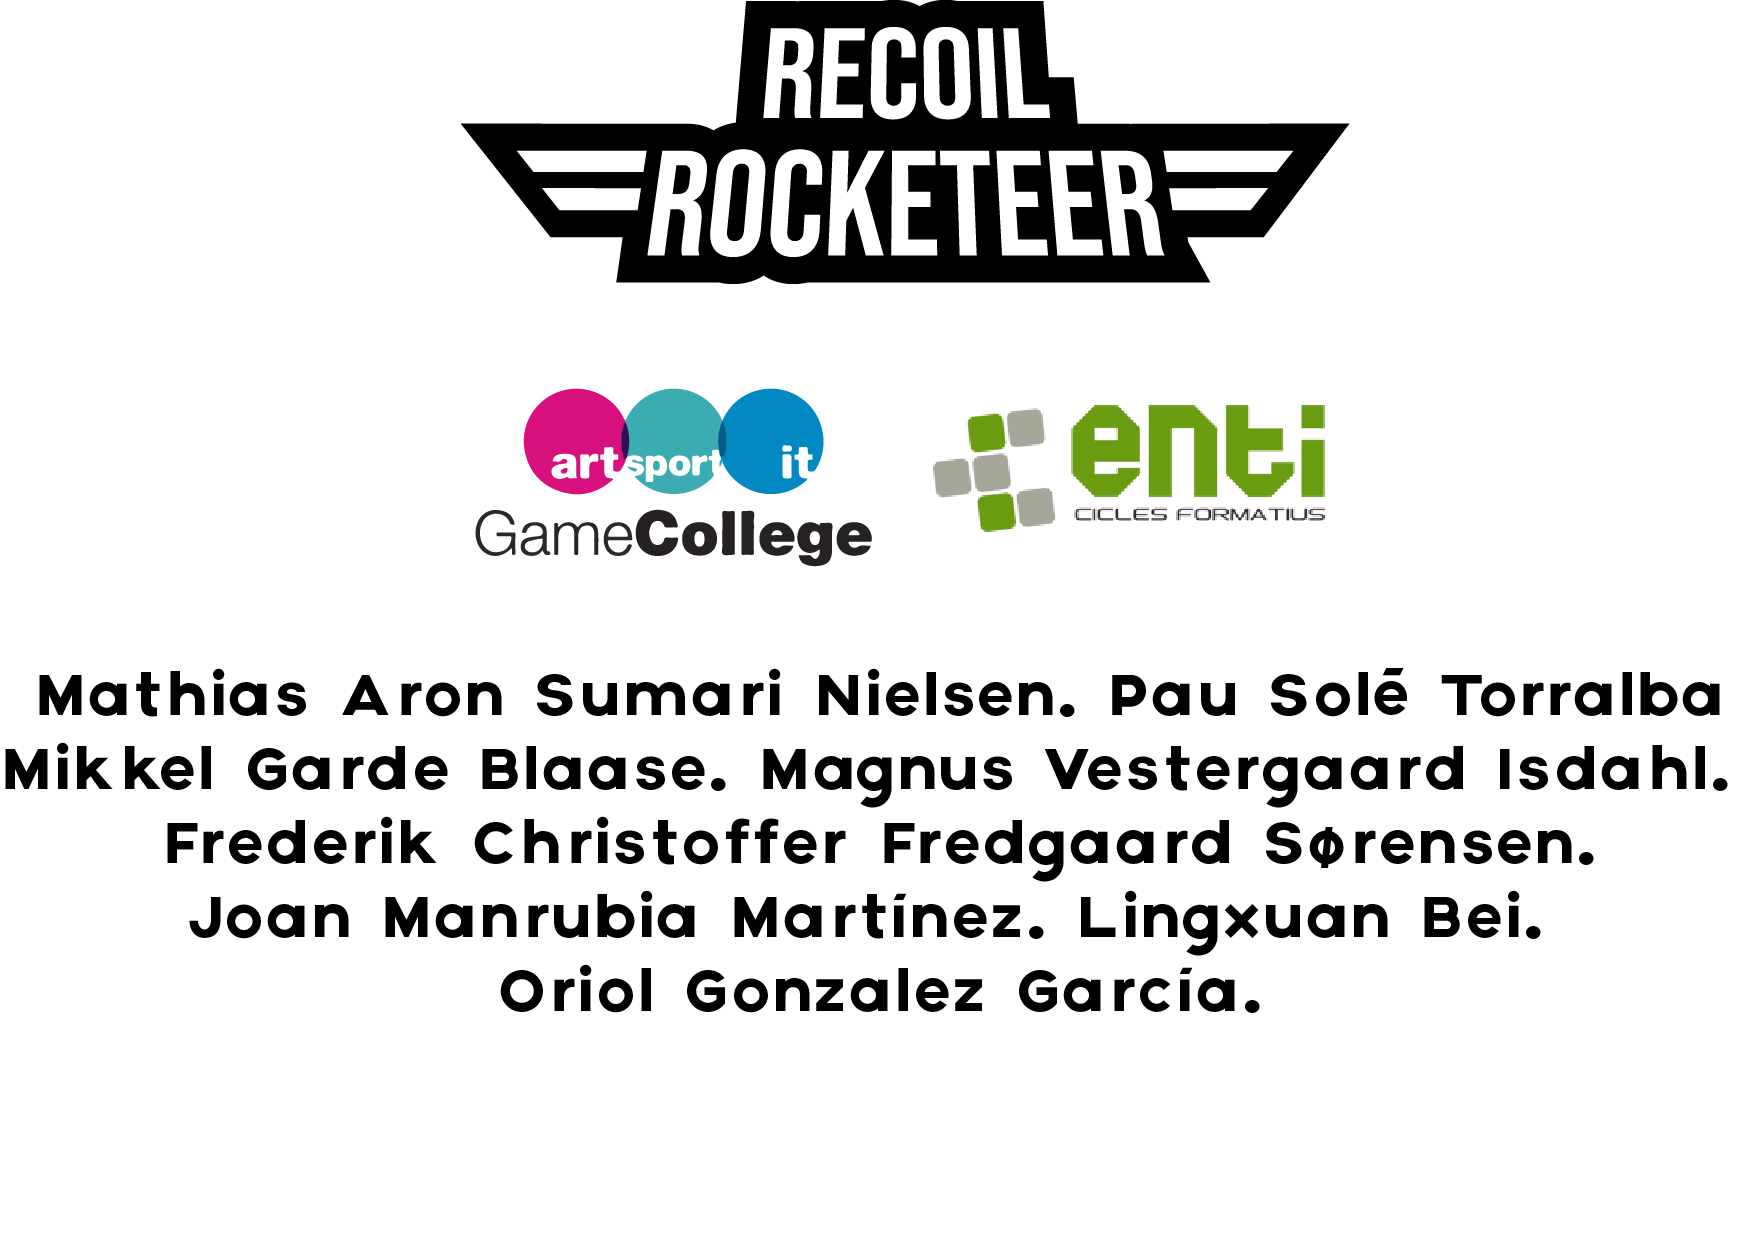 RECOIL
ROCKETEER
art sport it
GameCollege
enti
CICLES FORMATIUS
Mathias Aron Sumari Nielsen. Pau Solé Torralba
Mikkel Garde Blaase. Magnus Vestergaard Isdahl.
Frederik Christoffer Fredgaard Sørensen.
Joan Manrubia Martínez. Lingxuan Bei.
Oriol Gonzalez García.